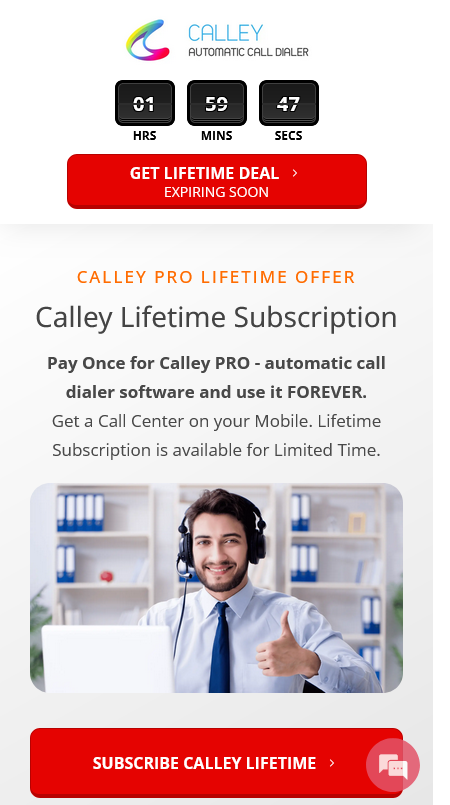 CALLEY
AUTOMATIC CALL DIALER
01 59 47
HRS MINS SECS
GET LIFETIME DEAL
EXPIRING SOON
CALLEY PRO LIFETIME OFFER
Calley Lifetime Subscription
Pay Once for Calley PRO - automatic call
dialer software and use it FOREVER.
Get a Call Center on your Mobile. Lifetime
Subscription is available for Limited Time.
SUBSCRIBE CALLEY LIFETIME